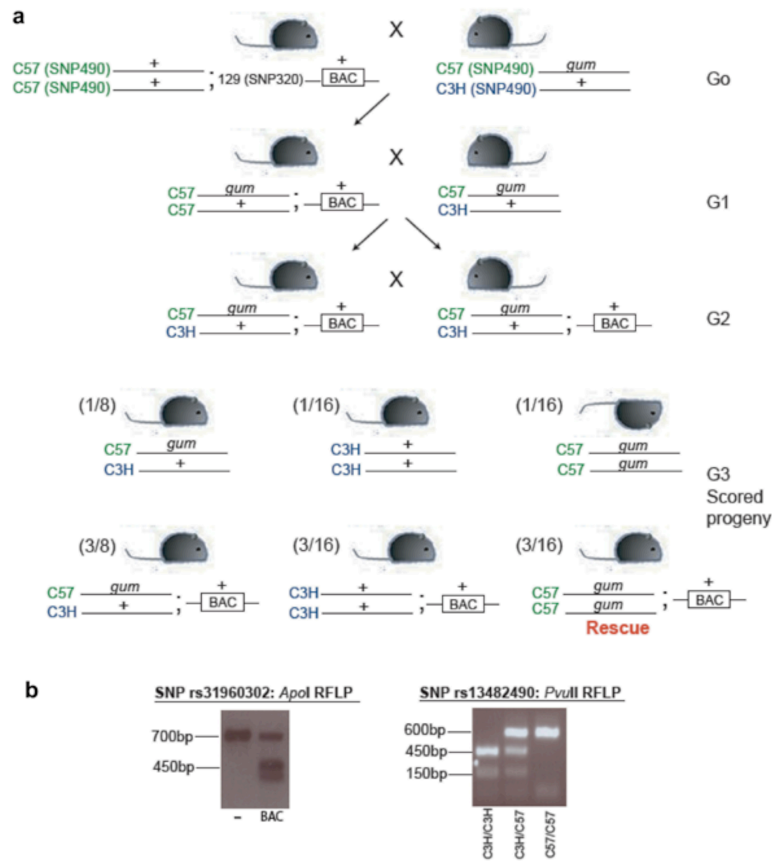 a
X
C57 (SNP490) + ; 129 (SNP320) + BAC C57 (SNP490) gum Go
C57 (SNP490) + C3H (SNP490) +
X
C57 gum ; + BAC C57 gum G1
C57 + C3H +
X
C57 gum ; + BAC C57 gum ; + BAC G2
C3H + C3H +
(1/8) (1/16) (1/16)
C57 gum C3H + C57 gum
C3H + C3H + C57 gum
G3
Scored
progeny
(3/8) (3/16) (3/16)
C57 gum ; + BAC C3H + ; + BAC C57 gum ; + BAC
C3H + C3H + C57 gum
Rescue
b
SNP rs31960302: ApoI RFLP SNP rs13482490: PvuII RFLP
700bp 600bp
450bp 450bp
150bp
– BAC C3H/C3H C3H/C57 C57/C57